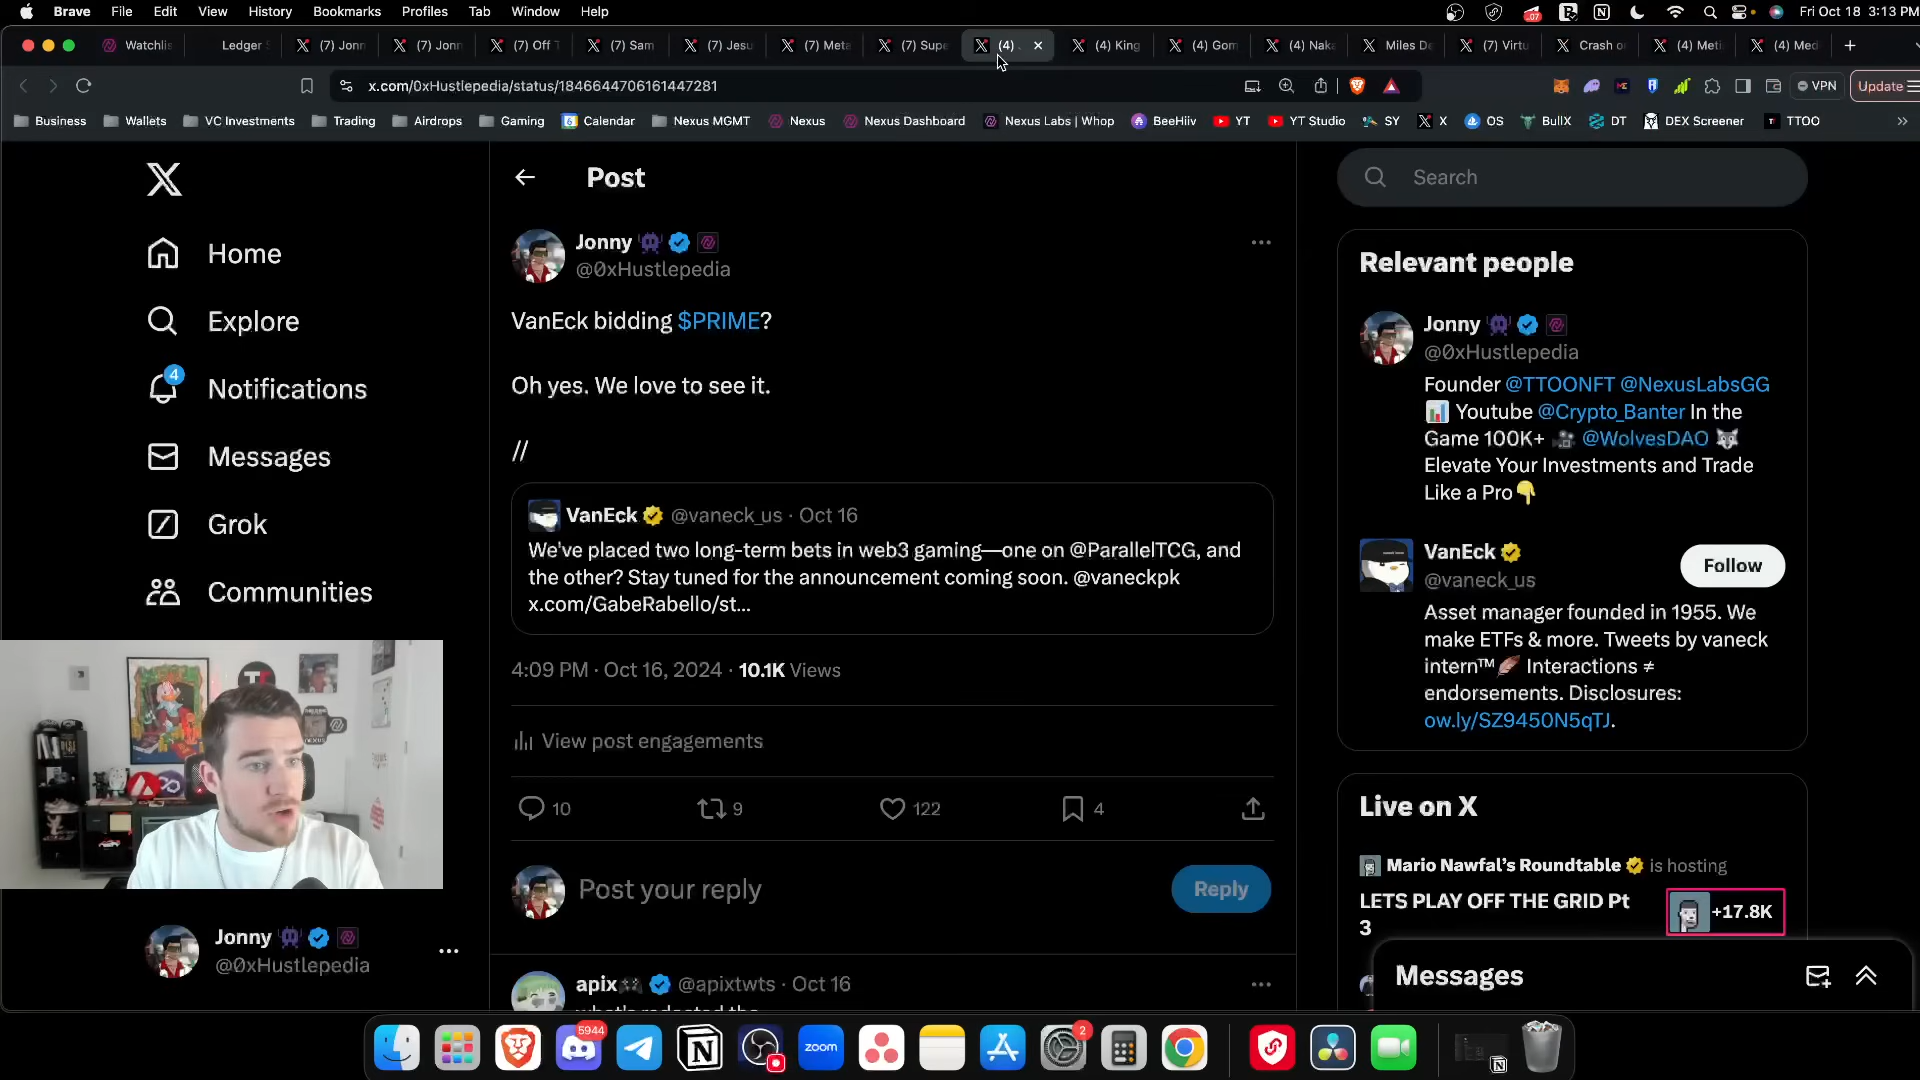 Brave File Edit View History Bookmarks Profiles Tab Window Help
Fri Oct 18 3:13 PM
Watchlis Ledger (7) Jonn (7) Jonn (7) Off T (7) Sam (7) Jesu (7) Meta (7) Supe (4) (4) King (4) Gom (4) Naka Miles De (7) Virtu Crash on (4) Meti (4) Med
x.com/0xHustlepedia/status/1846644706161447281
VPN Update
Business Wallets VC Investments Trading Airdrops Gaming Calendar Nexus MGMT Nexus Nexus Dashboard Nexus Labs | Whop BeeHiiv YT YT Studio SY X OS BullX DT DEX Screener TTOO
Home
Explore
4
Notifications
Messages
Grok
Communities
Jonny
@0xHustlepedia
Post
Jonny
@0xHustlepedia
VanEck bidding $PRIME?
Oh yes. We love to see it.
//
VanEck @vaneck_us · Oct 16
We've placed two long-term bets in web3 gaming—one on @ParallelTCG, and
the other? Stay tuned for the announcement coming soon. @vaneckpk
x.com/GabeRabello/st...
4:09 PM · Oct 16, 2024 · 10.1K Views
View post engagements
10 9 122 4
Post your reply
Reply
apix @apixtwts · Oct 16
Search
Relevant people
Jonny
@0xHustlepedia
Founder @TTOONFT @NexusLabsGG
Youtube @Crypto_Banter In the
Game 100K+ @WolvesDAO
Elevate Your Investments and Trade
Like a Pro
VanEck
@vaneck_us
Follow
Asset manager founded in 1955. We
make ETFs & more. Tweets by vaneck
intern™ Interactions ≠
endorsements. Disclosures:
ow.ly/SZ9450N5qTJ.
Live on X
Mario Nawfal's Roundtable is hosting
LETS PLAY OFF THE GRID Pt
3
+17.8K
Messages
5944
zoom
2